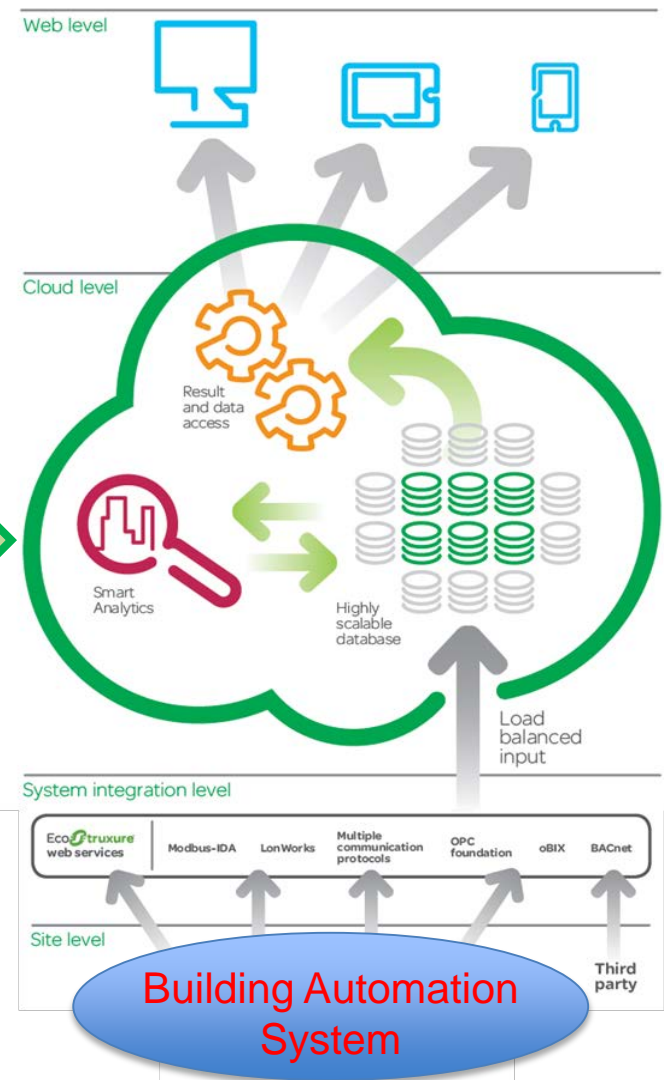 Web level
Cloud level
Result
and data
access
Smart
Analytics
Highly
scalable
database
Load
balanced
input
System integration level
EcoStruxure
web services
Modbus-IDA
LonWorks
Multiple
communication
protocols
OPC
foundation
oBIX
BACnet
Site level
Third
party
Building Automation
System